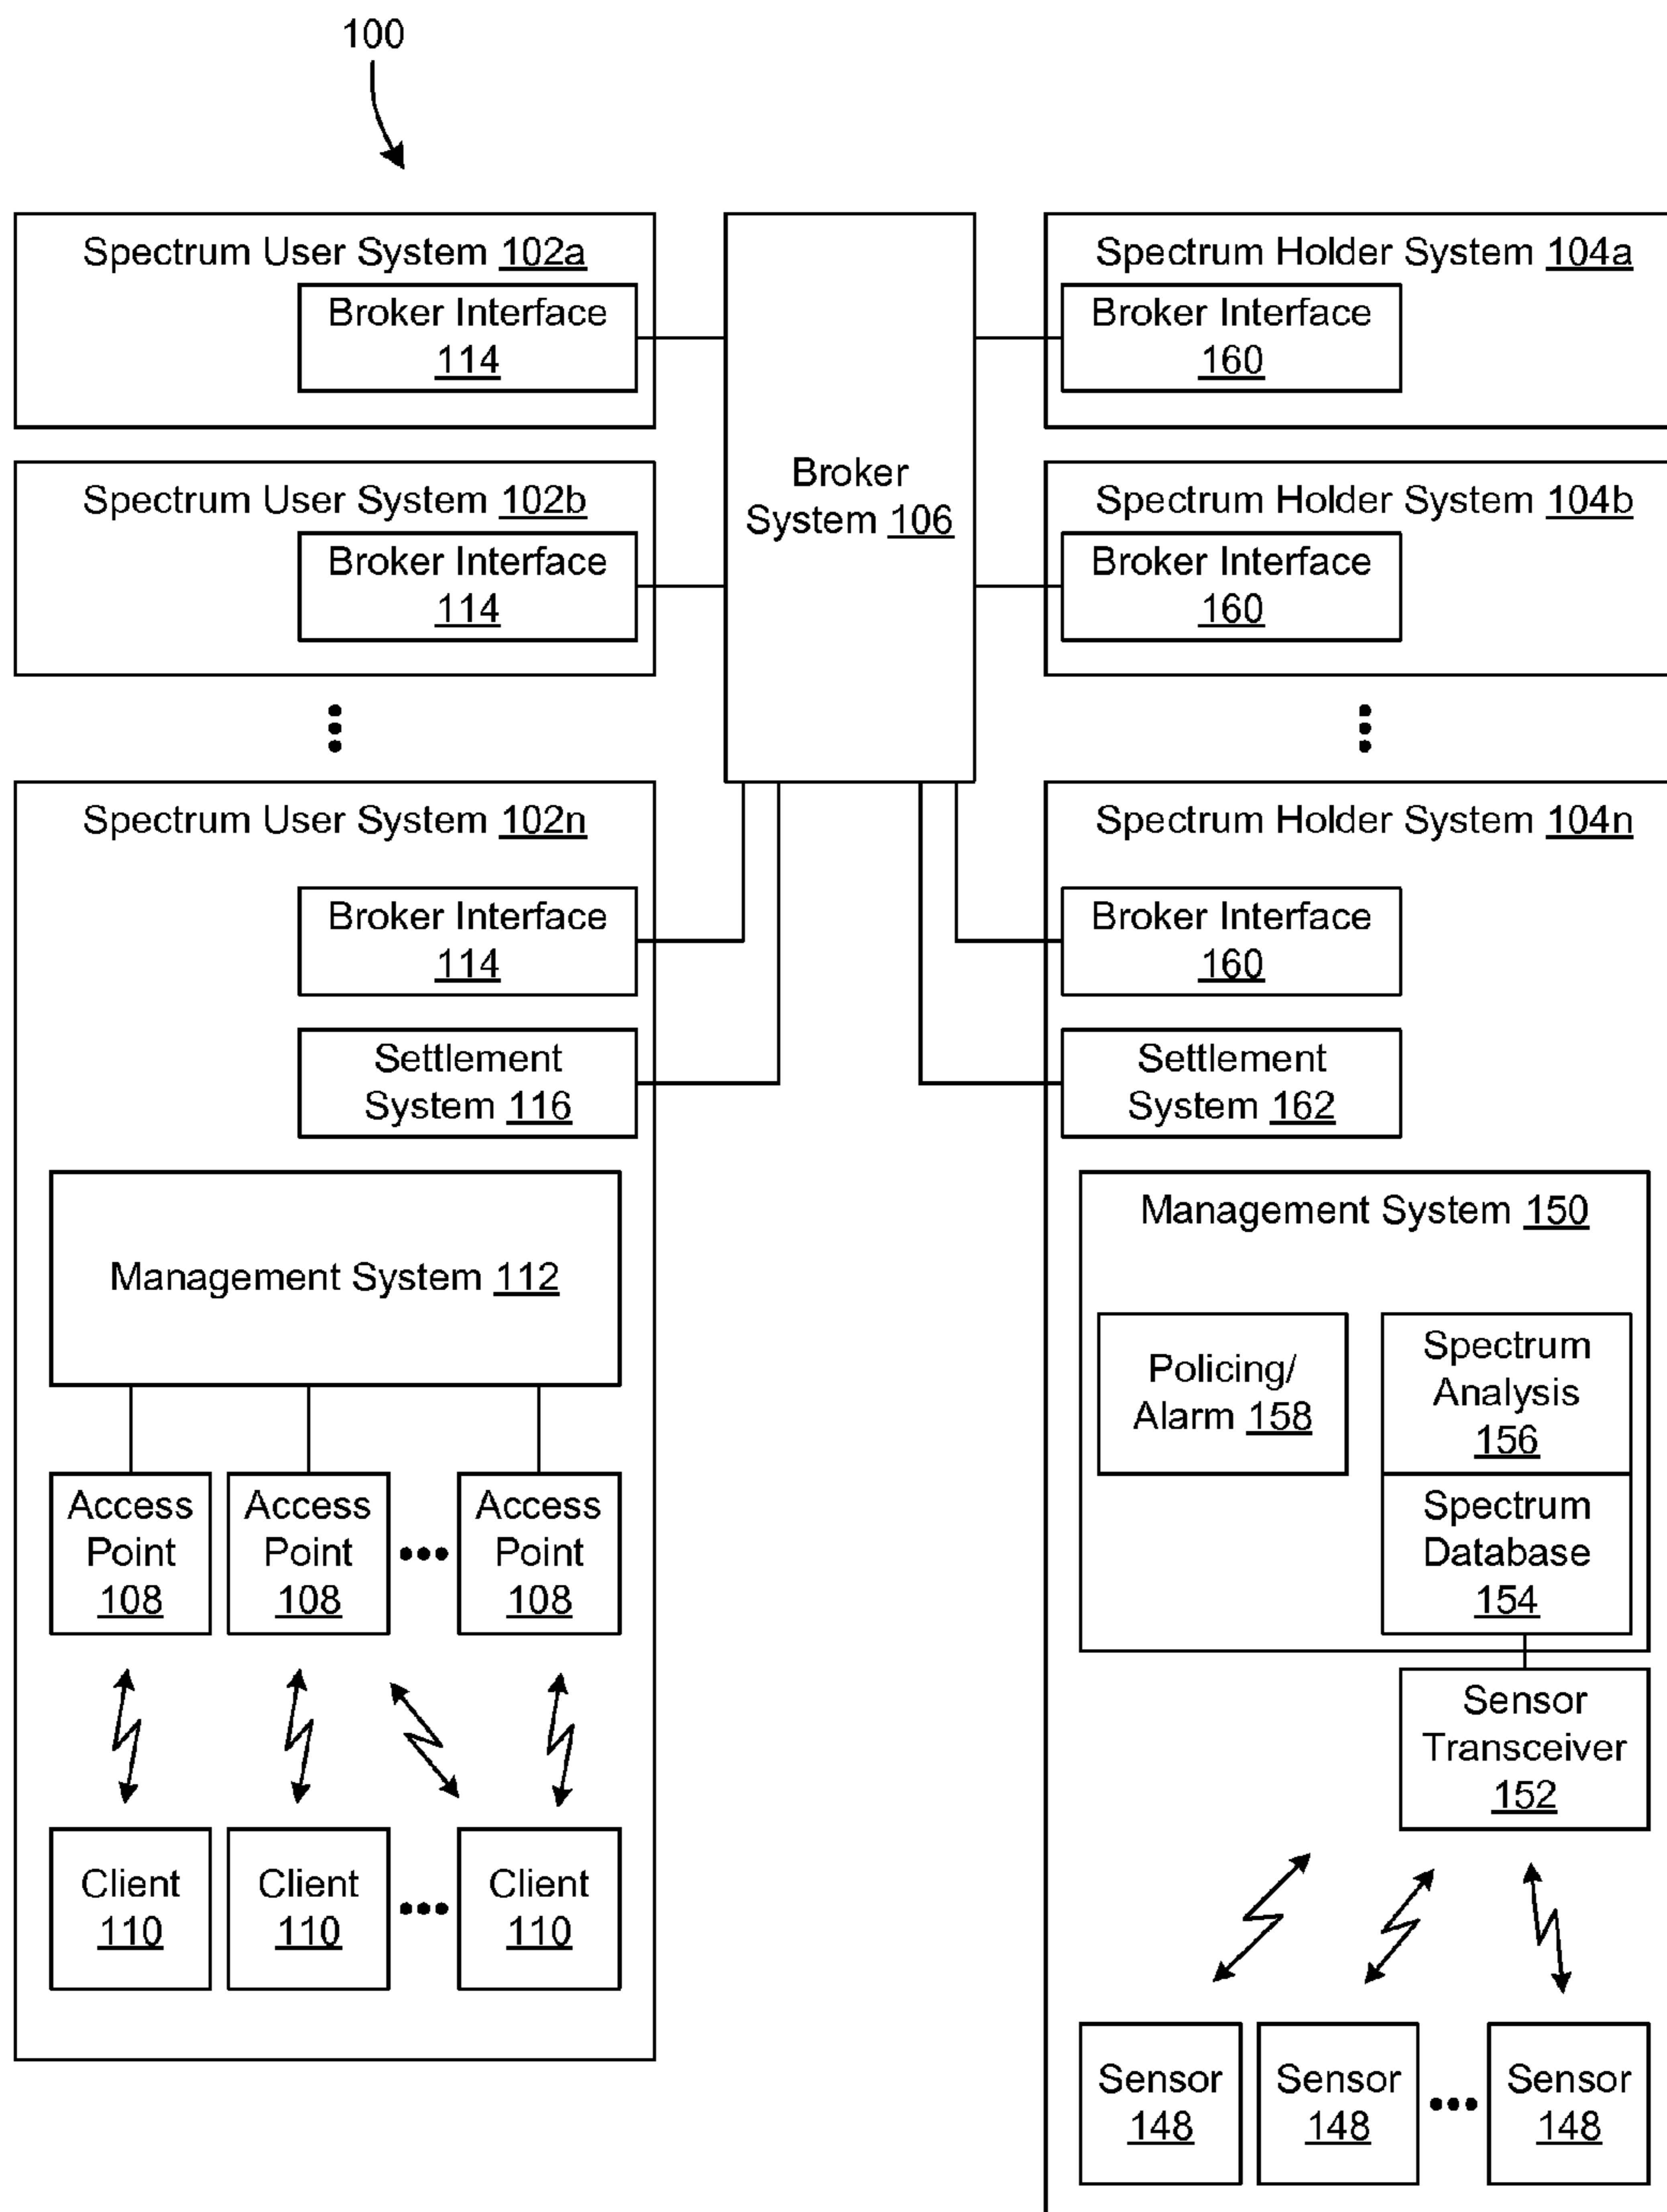 100
Spectrum User System 102a
Broker Interface
114
Spectrum User System 102b
Broker Interface
114
Spectrum User System 102n
Broker Interface
114
Settlement
System 116
Management System 112
Access
Point
108
Access
Point
108
Access
Point
108
Client
110
Client
110
Client
110
Broker
System 106
Spectrum Holder System 104a
Broker Interface
160
Spectrum Holder System 104b
Broker Interface
160
Spectrum Holder System 104n
Broker Interface
160
Settlement
System 162
Management System 150
Policing/
Alarm 158
Spectrum
Analysis
156
Spectrum
Database
154
Sensor
Transceiver
152
Sensor
148
Sensor
148
Sensor
148